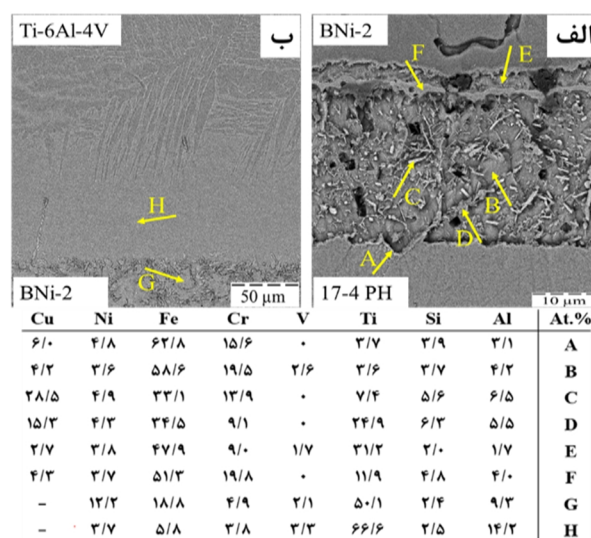 Ti-6Al-4V ب
H
G
BNi-2 50 μm
BNi-2 الف
F E
C B
D
A
17-4 PH 10 μm
Cu Ni Fe Cr V Ti Si Al At.%
۶/۰ ۴/۸ ۶۲/۸ ۱۵/۶ ۰ ۳/۷ ۳/۹ ۳/۱ A
۴/۲ ۳/۶ ۵۸/۶ ۱۹/۵ ۲/۶ ۳/۶ ۳/۷ ۴/۲ B
۲۸/۵ ۴/۹ ۳۳/۱ ۱۳/۹ ۰ ۷/۴ ۵/۶ ۶/۵ C
۱۵/۳ ۴/۳ ۳۴/۵ ۹/۱ ۰ ۲۴/۹ ۶/۳ ۵/۵ D
۲/۷ ۳/۸ ۴۷/۹ ۹/۰ ۱/۷ ۳۱/۲ ۲/۰ ۱/۷ E
۴/۳ ۳/۷ ۵۱/۳ ۱۹/۸ ۰ ۱۱/۹ ۴/۸ ۴/۰ F
- ۱۲/۲ ۱۸/۸ ۴/۹ ۲/۱ ۵۰/۱ ۲/۴ ۹/۳ G
- ۳/۷ ۵/۸ ۳/۸ ۳/۳ ۶۶/۶ ۲/۵ ۱۴/۲ H